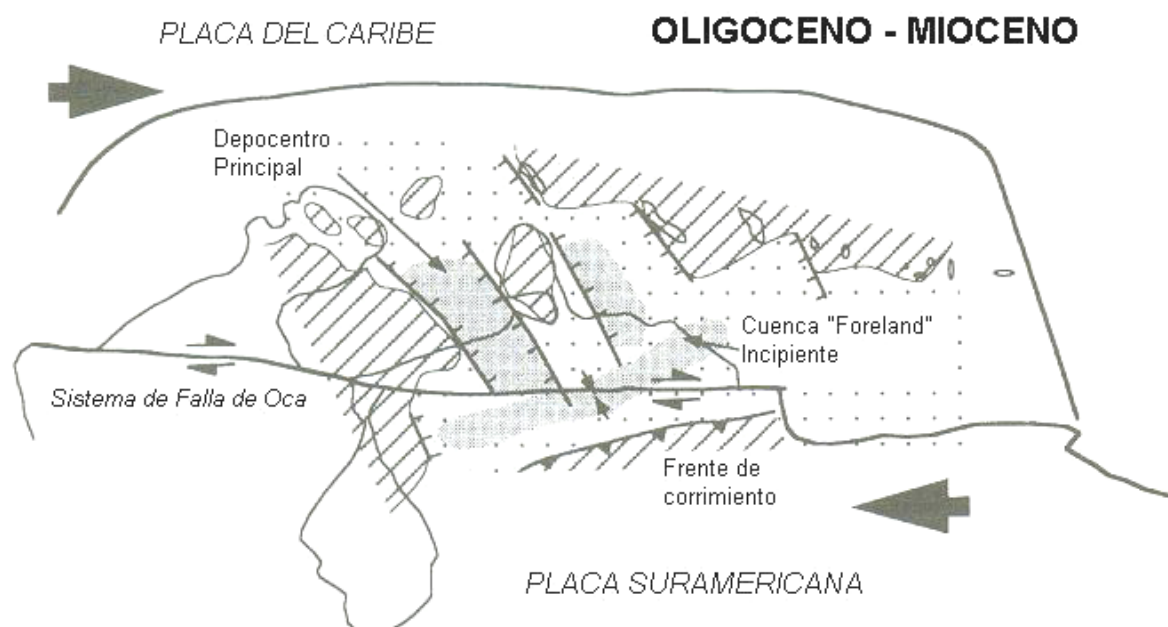 PLACA DEL CARIBE
OLIGOCENO - MIOCENO
Depocentro
Principal
Cuenca "Foreland"
Incipiente
Sistema de Falla de Oca
Frente de
corrimiento
PLACA SURAMERICANA